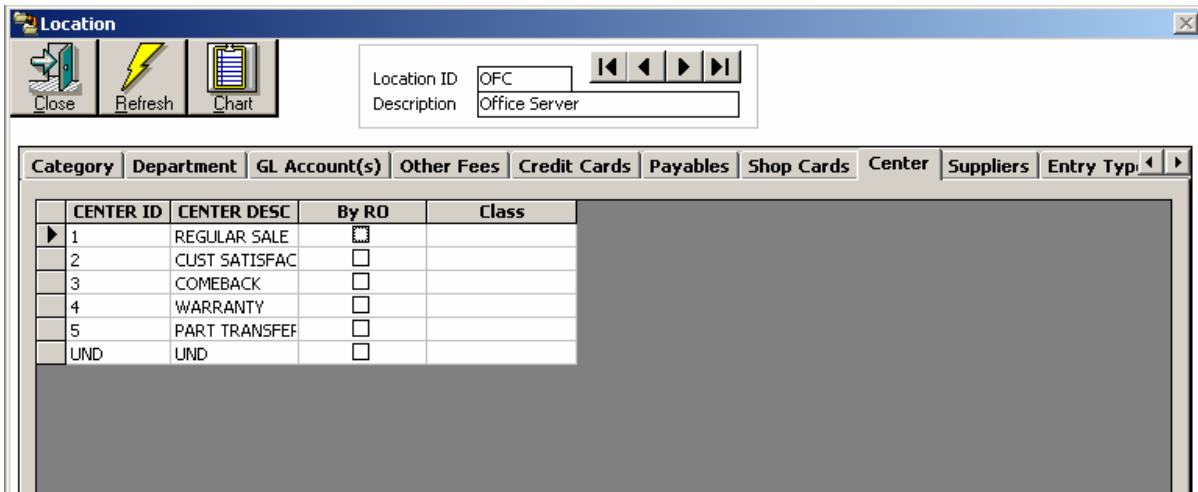 Location
Close Refresh Chart
Location ID OFC
Description Office Server
Category Department GL Account(s) Other Fees Credit Cards Payables Shop Cards Center Suppliers Entry Typ
CENTER ID CENTER DESC By RO Class
1 REGULAR SALE
2 CUST SATISFAC
3 COMEBACK
4 WARRANTY
5 PART TRANSFER
UND UND